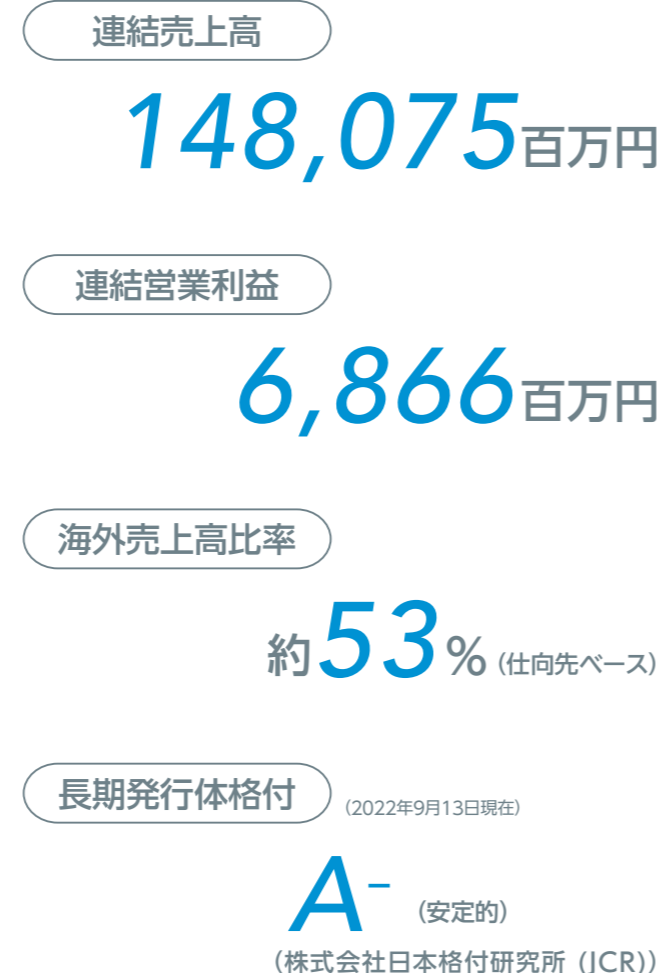 連結売上高
148,075百万円
連結営業利益
6,866百万円
海外売上高比率
約53%（仕向先ベース）
長期発行体格付（2022年9月13日現在）
A−（安定的）
（株式会社日本格付研究所（JCR））